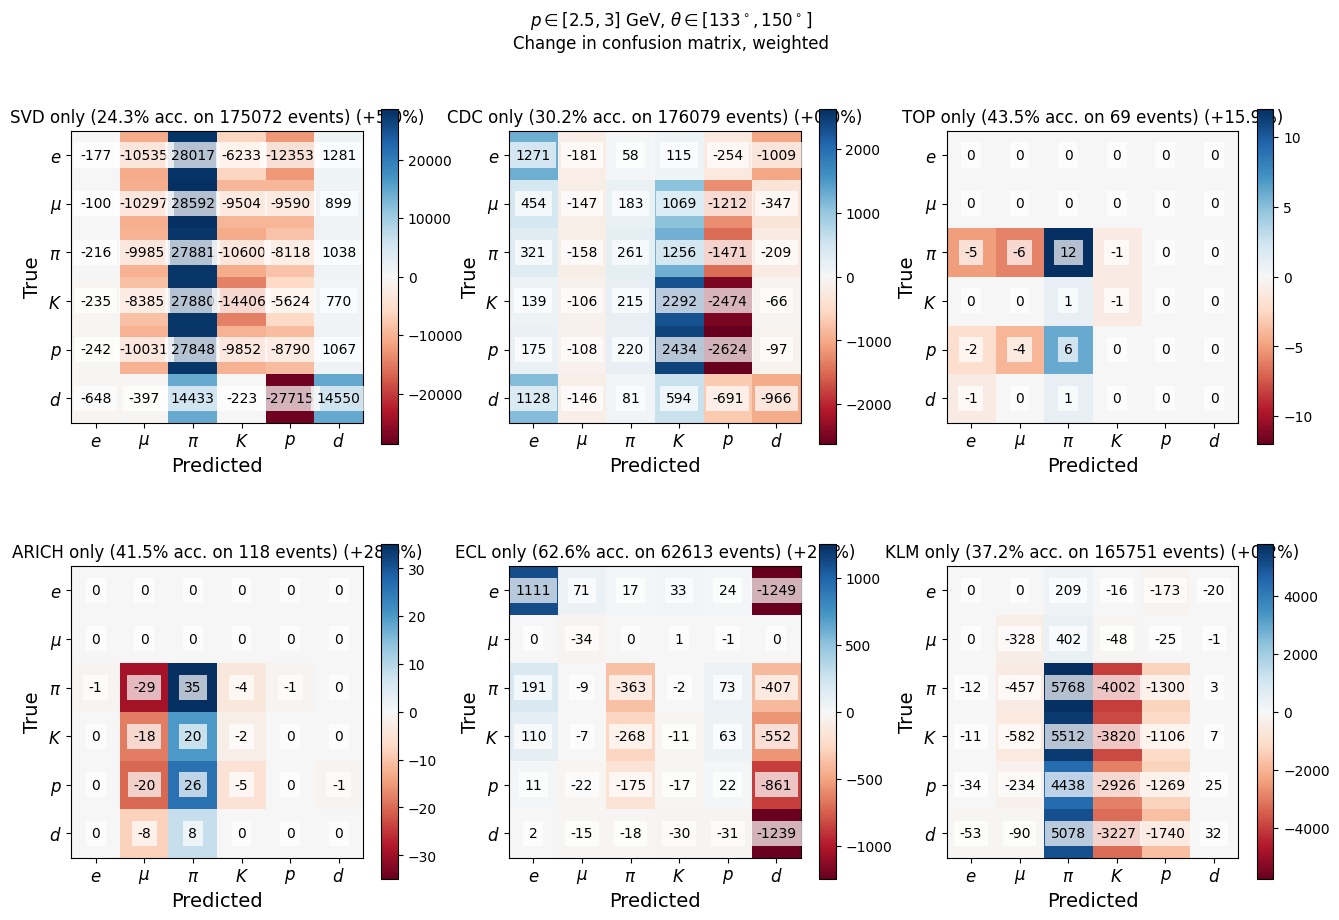 p ∈ [2.5, 3] GeV, θ ∈ [133°, 150°]
Change in confusion matrix, weighted
SVD only (24.3% acc. on 175072 events)
e -177 -10535 28017 -6233 -12353 1281
μ -100 -10297 28592 -9504 -9590 899
π -216 -9985 27881 -10600 -8118 1038
K -235 -8385 27880 -14406 -5624 770
p -242 -10031 27848 -9852 -8790 1067
d -648 -397 14433 -223 -27715 14550
e μ π K p d
True
Predicted
20000
10000
0
−10000
−20000
CDC only (30.2% acc. on 176079 events)
e 1271 -181 58 115 -254 -1009
μ 454 -147 183 1069 -1212 -347
π 321 -158 261 1256 -1471 -209
K 139 -106 215 2292 -2474 -66
p 175 -108 220 2434 -2624 -97
d 1128 -146 81 594 -691 -966
e μ π K p d
True
Predicted
2000
1000
0
−1000
−2000
TOP only (43.5% acc. on 69 events)
e 0 0 0 0 0 0
μ 0 0 0 0 0 0
π -5 -6 12 -1 0 0
K 0 0 1 -1 0 0
p -2 -4 6 0 0 0
d -1 0 1 0 0 0
e μ π K p d
True
Predicted
10
5
0
−5
−10
ARICH only (41.5% acc. on 118 events)
e 0 0 0 0 0 0
μ 0 0 0 0 0 0
π -1 -29 35 -4 -1 0
K 0 -18 20 -2 0 0
p 0 -20 26 -5 0 -1
d 0 -8 8 0 0 0
e μ π K p d
True
Predicted
30
20
10
0
−10
−20
−30
ECL only (62.6% acc. on 62613 events)
e 1111 71 17 33 24 -1249
μ 0 -34 0 1 -1 0
π 191 -9 -363 -2 73 -407
K 110 -7 -268 -11 63 -552
p 11 -22 -175 -17 22 -861
d 2 -15 -18 -30 -31 -1239
e μ π K p d
True
Predicted
1000
500
0
−500
−1000
KLM only (37.2% acc. on 165751 events)
e 0 0 209 -16 -173 -20
μ 0 -328 402 -48 -25 -1
π -12 -457 5768 -4002 -1300 3
K -11 -582 5512 -3820 -1106 7
p -34 -234 4438 -2926 -1269 25
d -53 -90 5078 -3227 -1740 32
e μ π K p d
True
Predicted
4000
2000
0
−2000
−4000